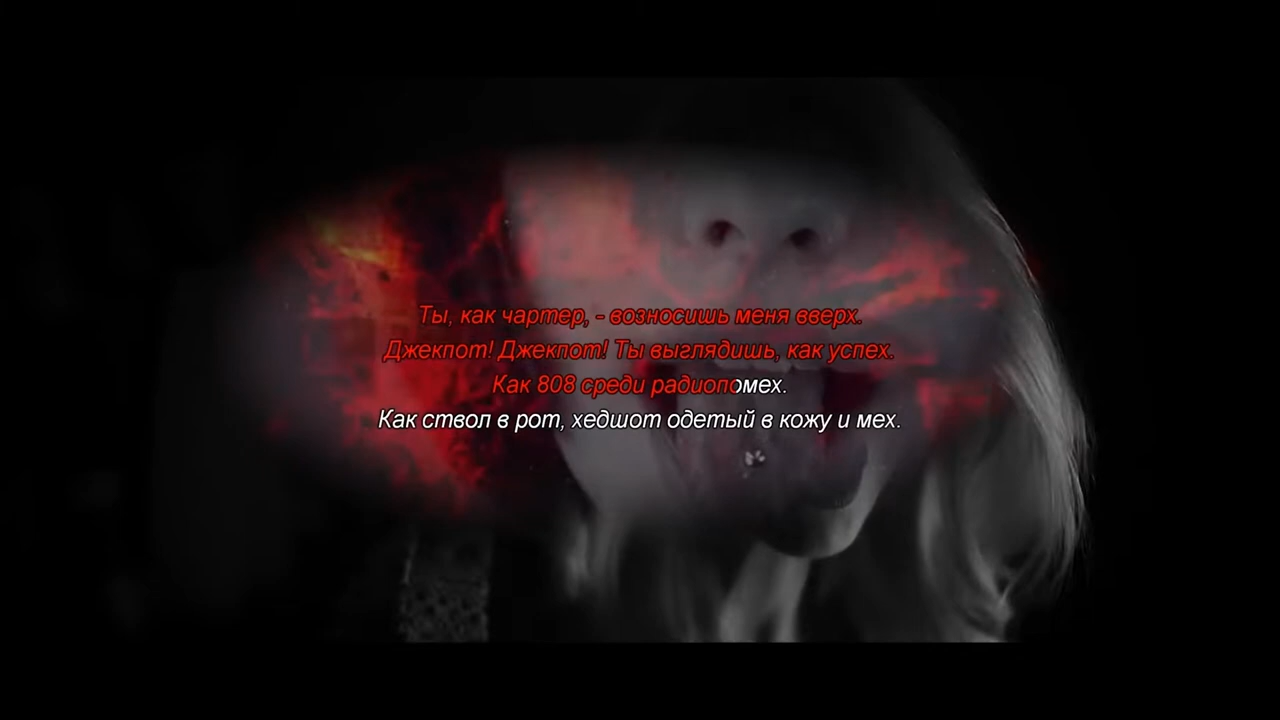 Ты, как чартер, - возносишь меня вверх.
Джекпот! Джекпот! Ты выглядишь, как успех.
Как 808 среди радиопомех.
Как ствол в рот, хедшот одетый в кожу и мех.